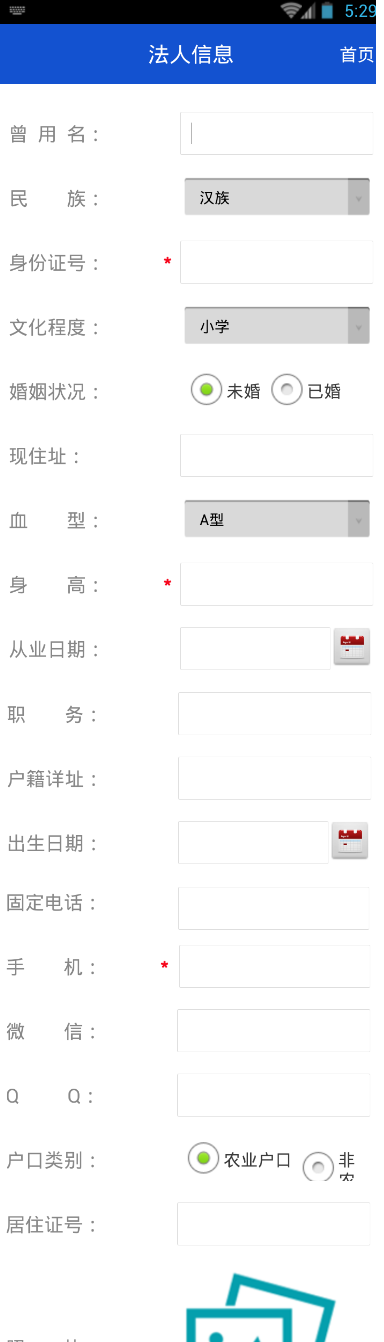 5:29
法人信息 首页
曾 用 名：
民 族： 汉族
身份证号： *
文化程度： 小学
婚姻状况： 未婚 已婚
现住址：
血 型： A型
身 高： *
从业日期：
职 务：
户籍详址：
出生日期：
固定电话：
手 机： *
微 信：
Q Q：
户口类别： 农业户口 非
居住证号：